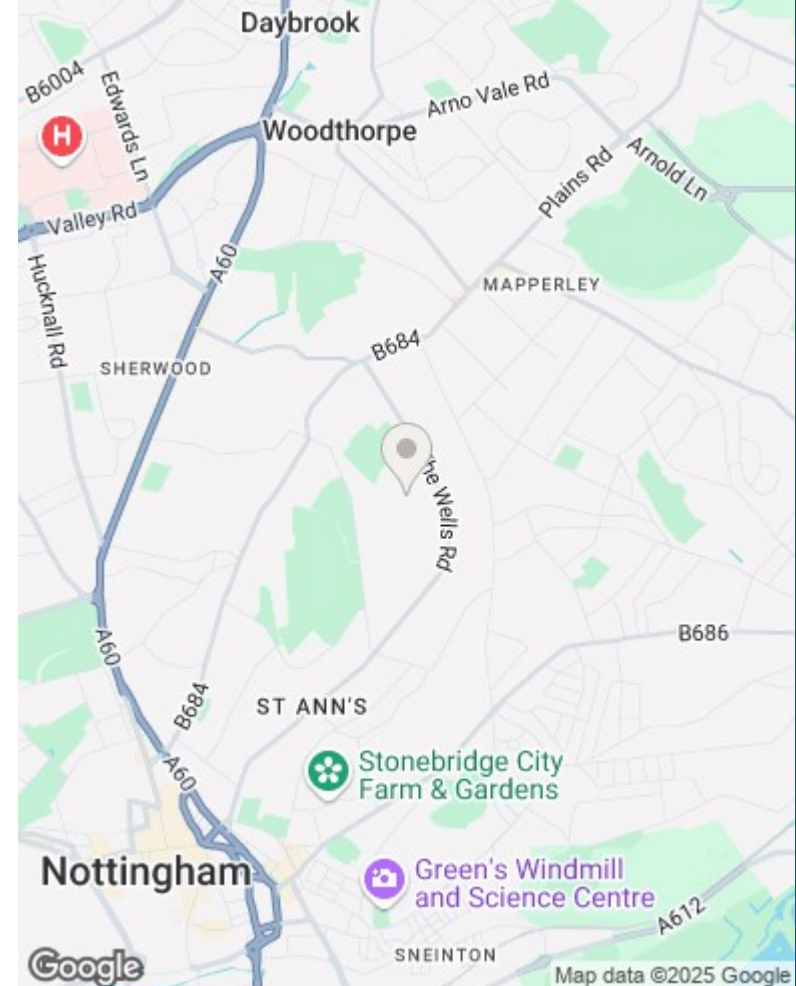 Daybrook
B6004
Edwards Ln
Arno Vale Rd
H
Woodthorpe
Plains Rd
Arnold Ln
Valley Rd
A60
Hucknall Rd
MAPPERLEY
B684
SHERWOOD
The Wells Rd
B686
A60
B684
ST ANN'S
A60
Stonebridge City
Farm & Gardens
Nottingham
Green's Windmill
and Science Centre
A612
SNEINTON
Google
Map data ©2025 Google